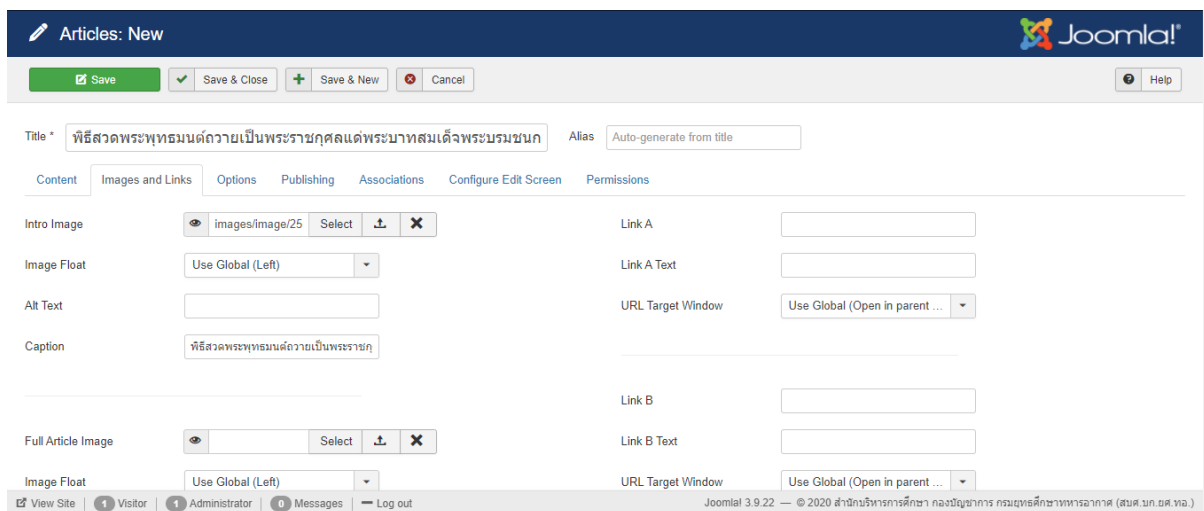 Articles: New
Joomla!
Save
Save & Close
Save & New
Cancel
Help
Title * พิธีสวดพระพุทธมนต์ถวายเป็นพระราชกุศลแด่พระบาทสมเด็จพระบรมชนก
Alias Auto-generate from title
Content
Images and Links
Options
Publishing
Associations
Configure Edit Screen
Permissions
Intro Image images/image/25 Select
Link A
Image Float Use Global (Left)
Link A Text
Alt Text
URL Target Window Use Global (Open in parent ...
Caption พิธีสวดพระพุทธมนต์ถวายเป็นพระราชกุ
Link B
Full Article Image Select
Link B Text
Image Float Use Global (Left)
URL Target Window Use Global (Open in parent ...
View Site 1 Visitor 1 Administrator 0 Messages Log out
Joomla! 3.9.22 — © 2020 สำนักบริหารการศึกษา กองบัญชาการ กรมยุทธศึกษาทหารอากาศ (สบศ.บก.ยศ.ทอ.)